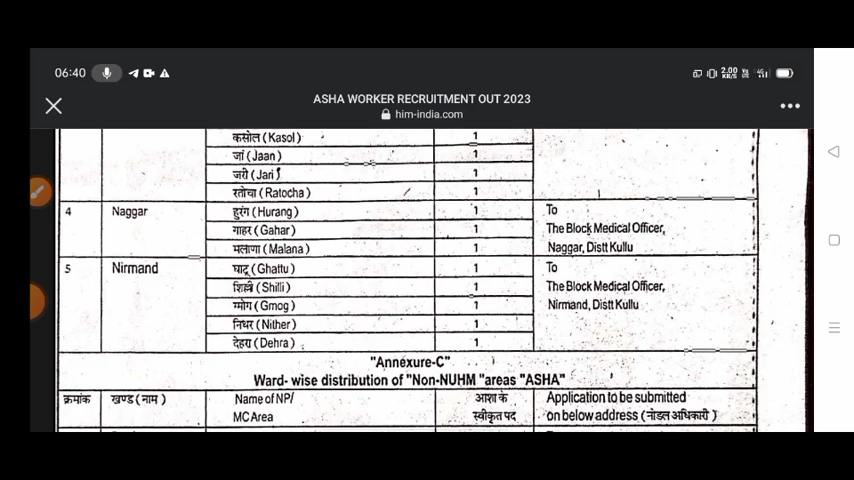 06:40 2.00 KB/S 4G
ASHA WORKER RECRUITMENT OUT 2023
him-india.com
कसोल (Kasol) 1
जां (Jaan) 1
जरी (Jari) 1
रतोचा (Ratocha) 1
4 Naggar हुरंग (Hurang) 1 To
गाहर (Gahar) 1 The Block Medical Officer,
मलाणा (Malana) 1 Naggar, Distt Kullu
5 Nirmand घाटू (Ghattu) 1 To
शिल्ली (Shilli) 1 The Block Medical Officer,
ग्मोग (Gmog) 1 Nirmand, Distt Kullu
निथर (Nither) 1
देहरा (Dehra) 1
"Annexure-C"
Ward- wise distribution of "Non-NUHM "areas "ASHA"
क्रमांक खण्ड (नाम ) Name of NP/ आशा के Application to be submitted
MC Area स्वीकृत पद on below address (नोडल अधिकारी )